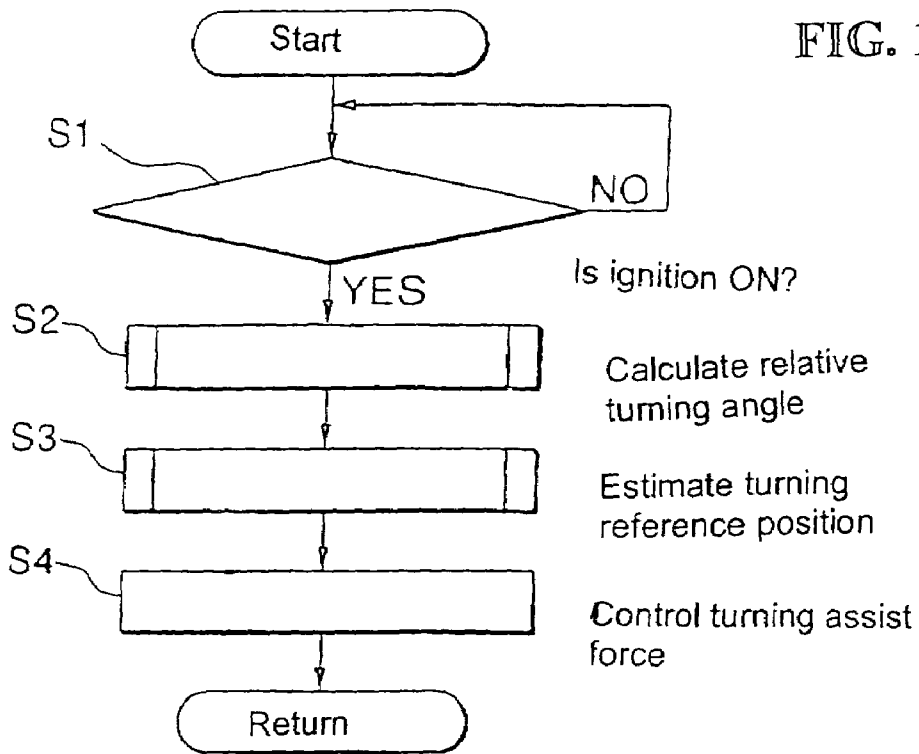 Start
FIG. 1
S1
NO
YES
Is ignition ON?
S2
Calculate relative
turning angle
S3
Estimate turning
reference position
S4
Control turning assist
force
Return